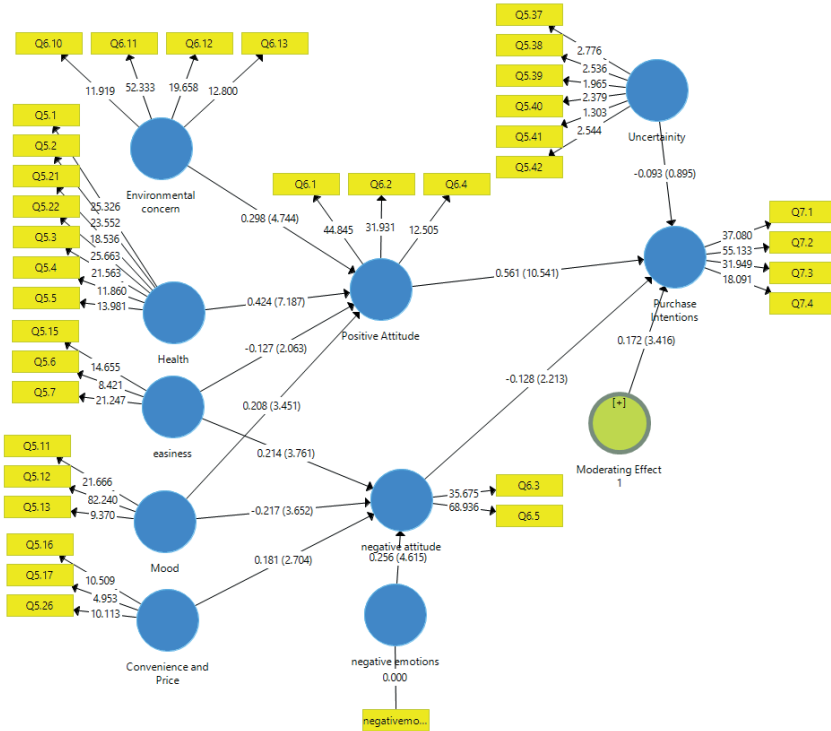 Q6.10
Q6.11
Q6.12
Q6.13
11.919
52.333
19.658
12.800
Environmental
concern
Q5.1
Q5.2
Q5.21
Q5.22
Q5.3
Q5.4
Q5.5
25.326
23.552
18.536
25.663
21.563
11.860
13.981
Health
Q5.15
Q5.6
Q5.7
14.655
8.421
21.247
easiness
Q5.11
Q5.12
Q5.13
21.666
82.240
9.370
Mood
Q5.16
Q5.17
Q5.26
10.509
4.953
10.113
Convenience and
Price
0.298 (4.744)
0.424 (7.187)
-0.127 (2.063)
0.208 (3.451)
0.214 (3.761)
-0.217 (3.652)
0.181 (2.704)
Q6.1
Q6.2
Q6.4
44.845
31.931
12.505
Positive Attitude
0.561 (10.541)
-0.128 (2.213)
Q6.3
Q6.5
35.675
68.936
negative attitude
0.256 (4.615)
negative emotions
0.000
negativemo...
Q5.37
Q5.38
Q5.39
Q5.40
Q5.41
Q5.42
2.776
2.536
1.965
2.379
1.303
2.544
Uncertainity
-0.093 (0.895)
Q7.1
Q7.2
Q7.3
Q7.4
37.080
55.133
31.949
18.091
Purchase
Intentions
0.172 (3.416)
[+]
Moderating Effect
1